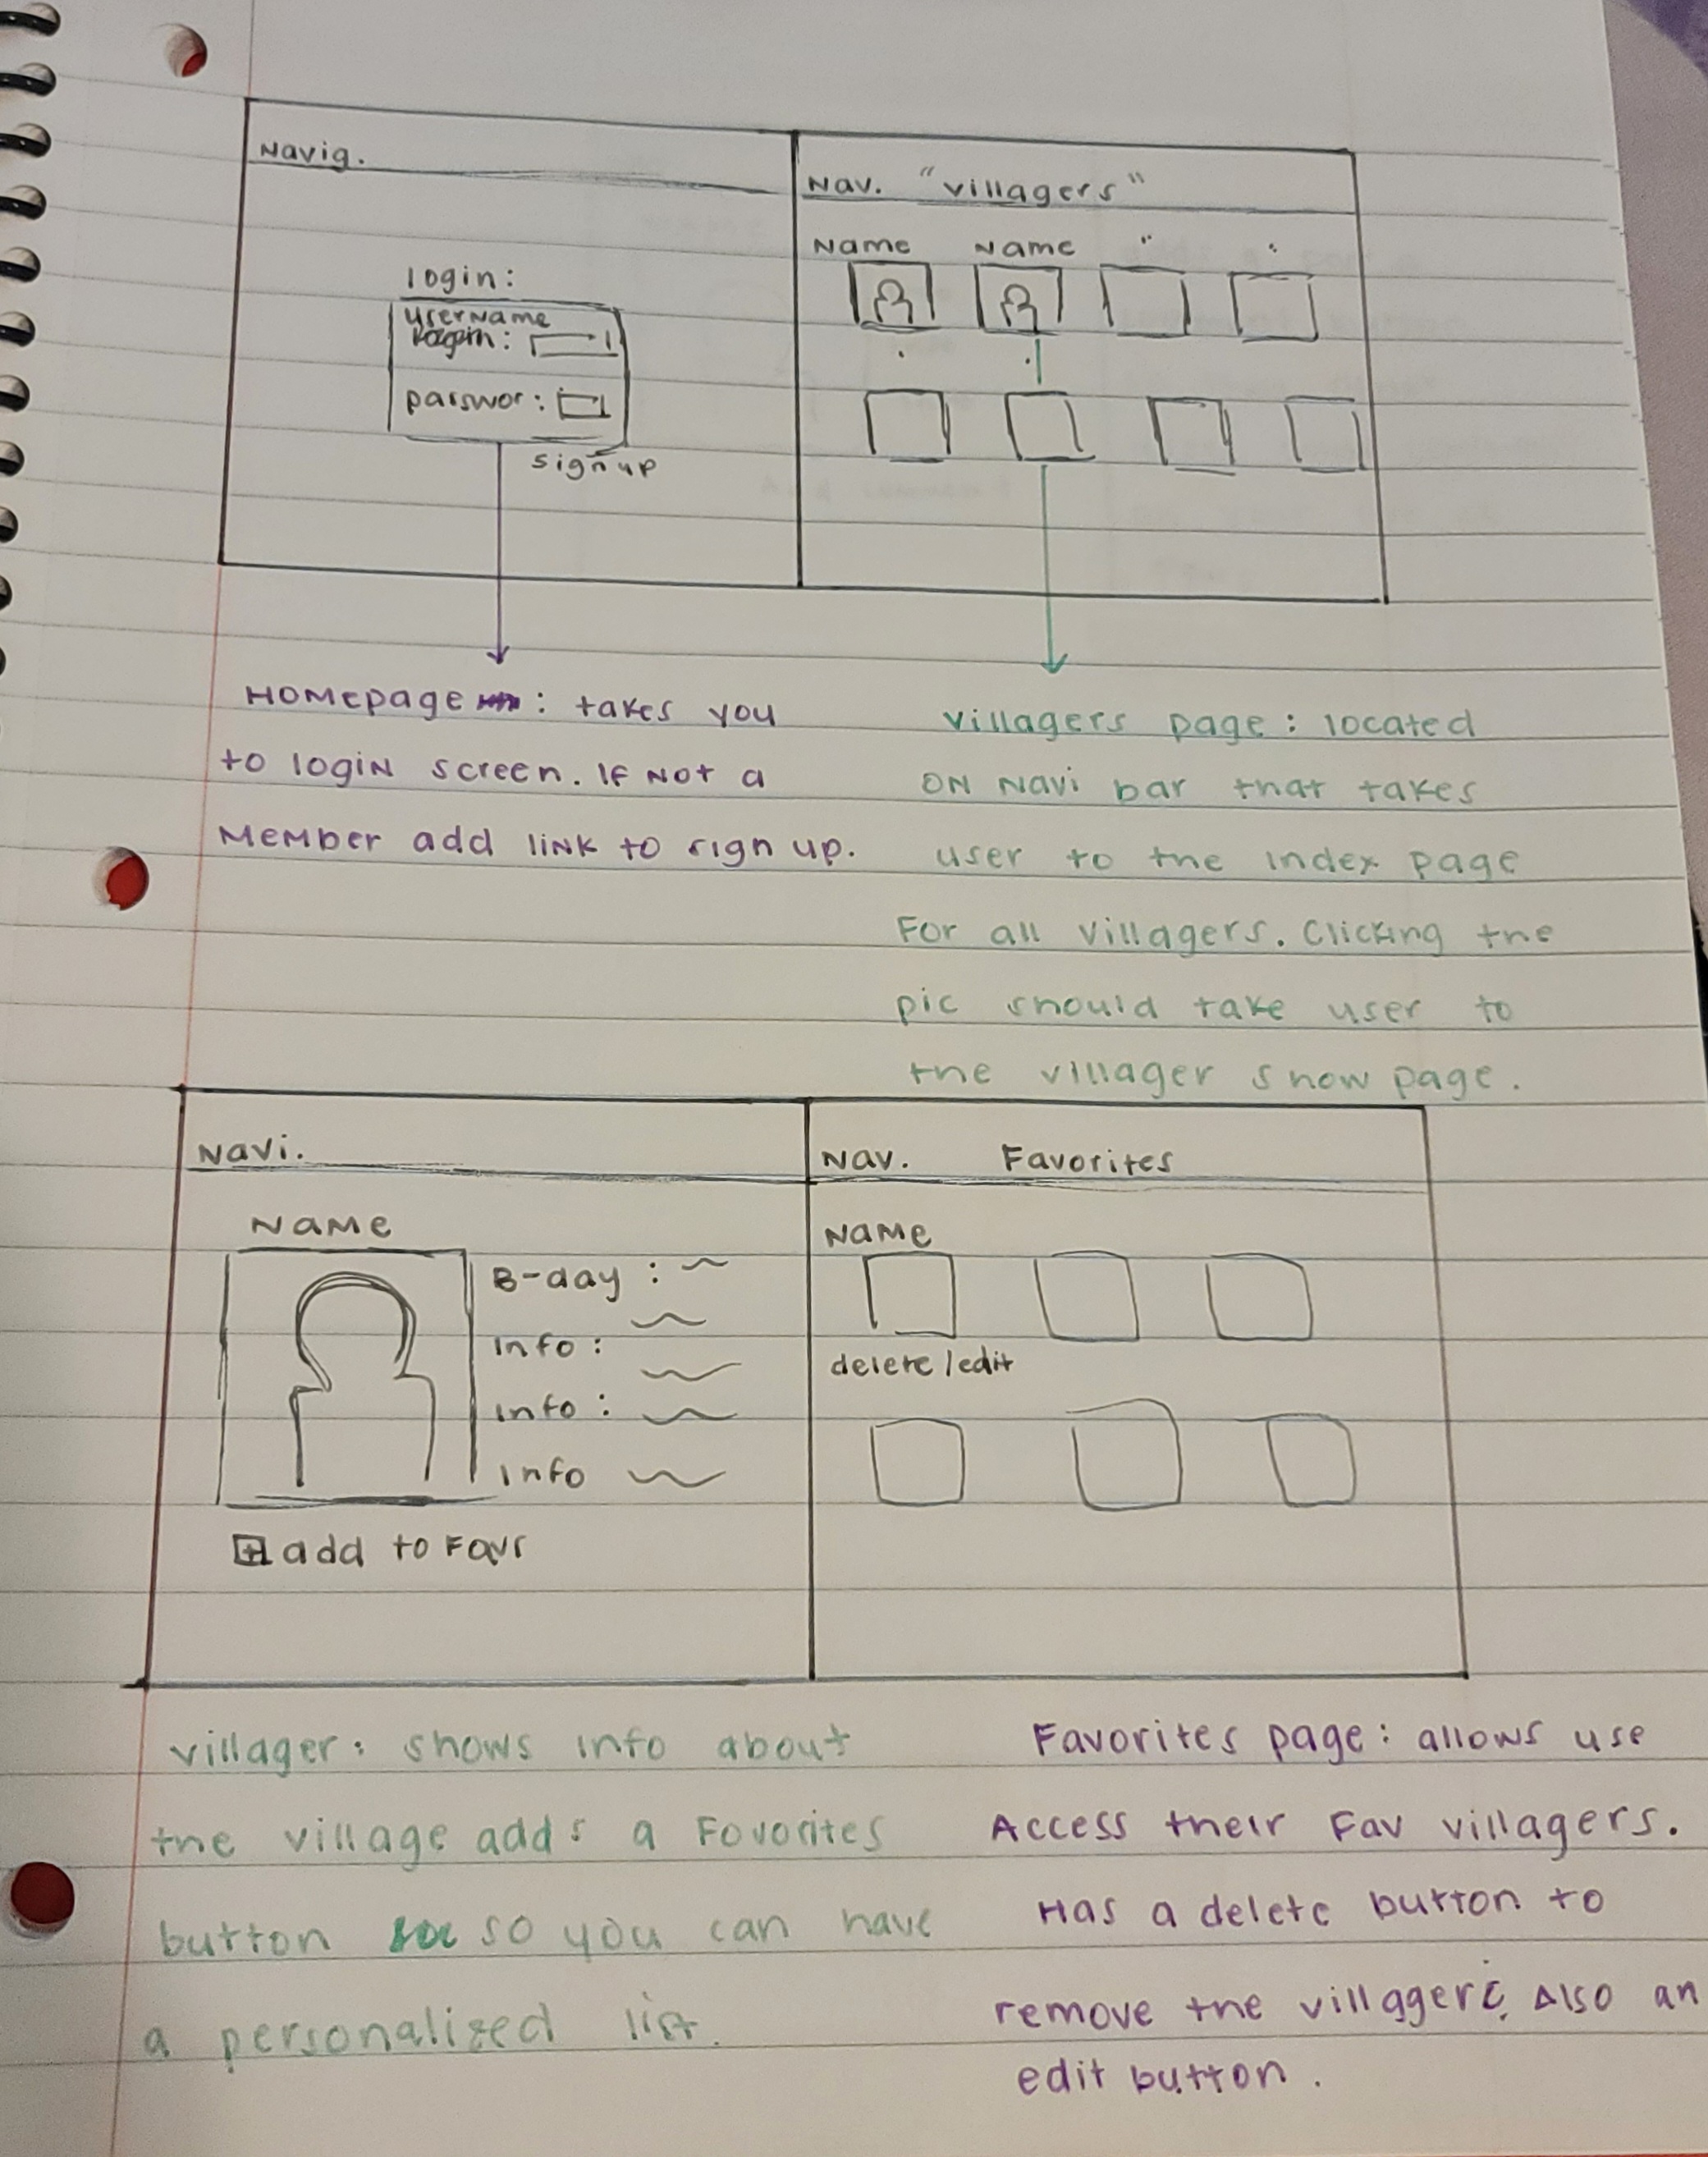 Navig.
login:
username
login:
passwor:
sign up
Nav. "villagers"
Name Name " "
Homepage: takes you
to login screen. If not a
member add link to sign up.
villagers page: located
on Navi bar that takes
user to the index page
For all villagers. Clicking the
pic should take user to
the villager show page.
Navi.
Name
B-day :
info:
info:
info
+ add to Favs
Nav. Favorites
Name
delete/edit
villager: shows info about
the village adds a Favorites
button so you can have
a personalized list.
Favorites page: allows use
Access their Fav villagers.
Has a delete button to
remove the villagers. Also an
edit button.